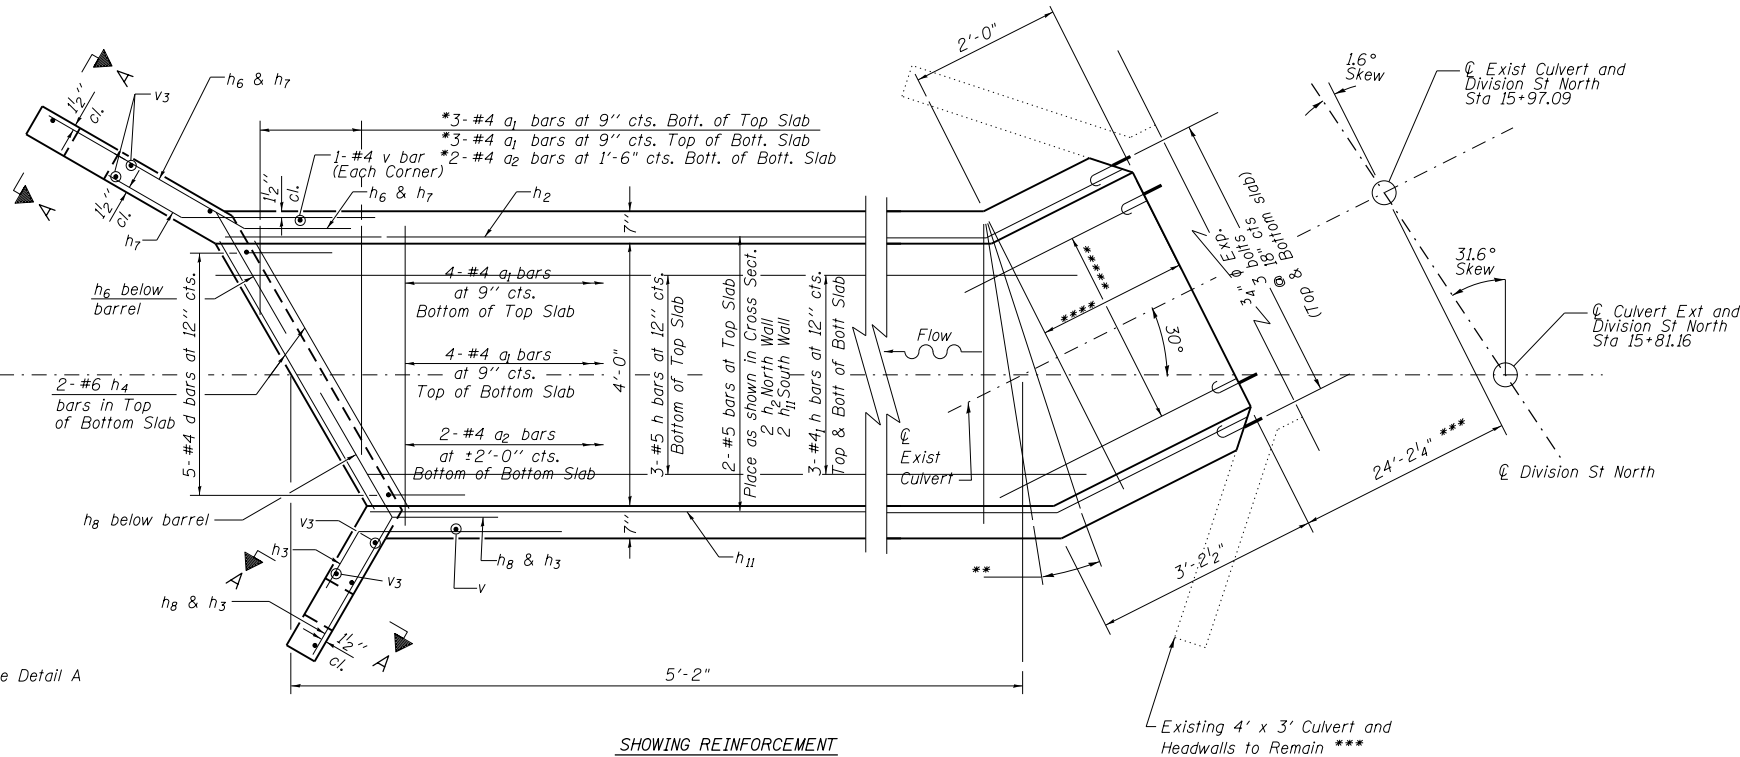 A
A
1½" cl.
v3
h6 & h7
1½" cl.
h7
*3- #4 a1 bars at 9" cts. Bott. of Top Slab
*3- #4 a1 bars at 9" cts. Top of Bott. Slab
*2- #4 a2 bars at 1'-6" cts. Bott. of Bott. Slab
1- #4 v bar
(Each Corner)
1½" cl.
h6 & h7
h2
7"
2'-0"
1.6°
Skew
℄ Exist Culvert and
Division St North
Sta 15+97.09
31.6°
Skew
℄ Culvert Ext and
Division St North
Sta 15+81.16
℄ Division St North
h6 below
barrel
5- #4 d bars at 12" cts.
2- #6 h4
bars in Top
of Bottom Slab
4- #4 a1 bars
at 9" cts.
Bottom of Top Slab
4- #4 a1 bars
at 9" cts.
Top of Bottom Slab
2- #4 a2 bars
at ±2'-0" cts.
Bottom of Bottom Slab
4'-0"
3- #5 h bars at 12" cts.
Bottom of Top Slab
2- #5 bars at Top Slab
Place as shown in Cross Sect.
2 h2 North Wall
2 h11 South Wall
3- #4 h1 bars at 12" cts.
Top & Bott of Bott Slab
Flow
℄
Exist
Culvert
*****
****
30°
3- ¾" ϕ Exp.
bolts
@ 18" cts
(Top & Bottom slab)
24'-2¼" ***
3'-2½"
h8 below barrel
v3
h3
A
v3
h8 & h3
1½" cl.
A
7"
h8 & h3
v
h11
**
5'-2"
e Detail A
SHOWING REINFORCEMENT
Existing 4' x 3' Culvert and
Headwalls to Remain ***